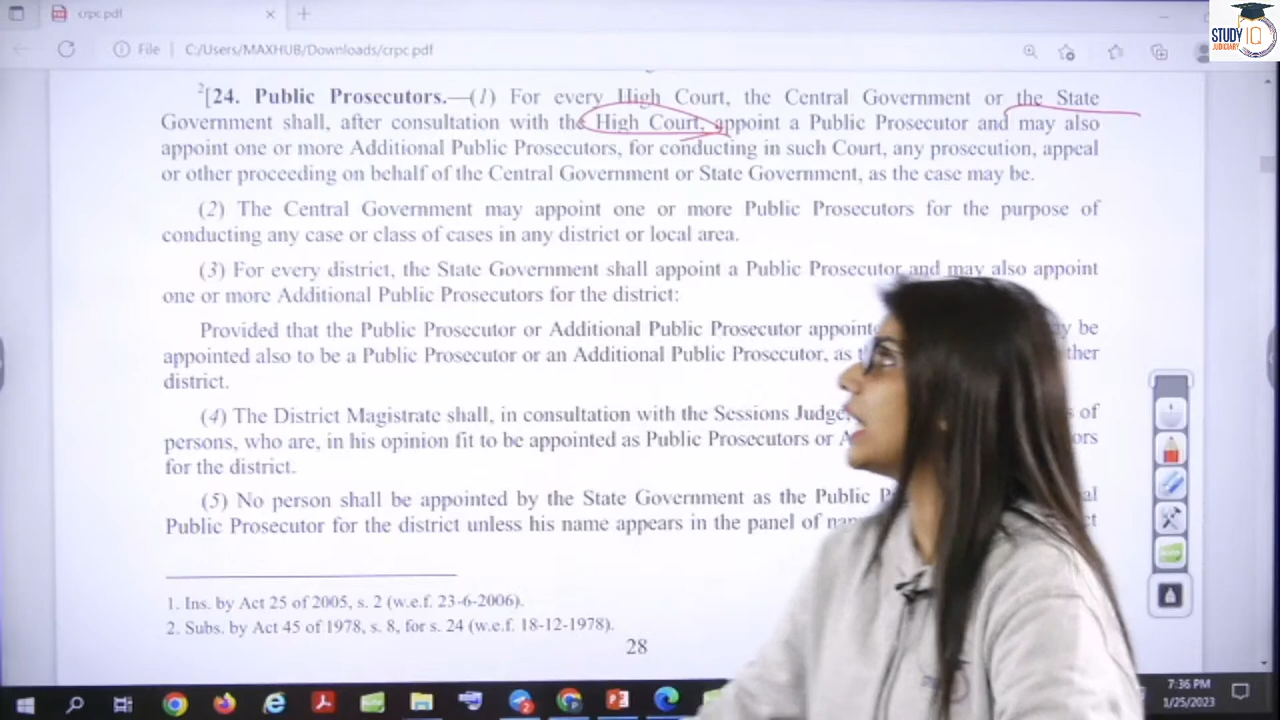 crpc.pdf
File C:/Users/MAXHUB/Downloads/crpc.pdf
STUDY IQ
JUDICIARY
2[24. Public Prosecutors.—(1) For every High Court, the Central Government or the State
Government shall, after consultation with the High Court, appoint a Public Prosecutor and may also
appoint one or more Additional Public Prosecutors, for conducting in such Court, any prosecution, appeal
or other proceeding on behalf of the Central Government or State Government, as the case may be.
(2) The Central Government may appoint one or more Public Prosecutors for the purpose of
conducting any case or class of cases in any district or local area.
(3) For every district, the State Government shall appoint a Public Prosecutor and may also appoint
one or more Additional Public Prosecutors for the district:
Provided that the Public Prosecutor or Additional Public Prosecutor be
appointed also to be a Public Prosecutor or an Additional Public Prosecutor, as
district.
(4) The District Magistrate shall, in consultation with the Sessions Judge, of
persons, who are, in his opinion fit to be appointed as Public Prosecutors or
for the district.
(5) No person shall be appointed by the State Government as the Public
Public Prosecutor for the district unless his name appears in the panel of
1. Ins. by Act 25 of 2005, s. 2 (w.e.f. 23-6-2006).
2. Subs. by Act 45 of 1978, s. 8, for s. 24 (w.e.f. 18-12-1978).
28
7:36 PM
1/25/2023